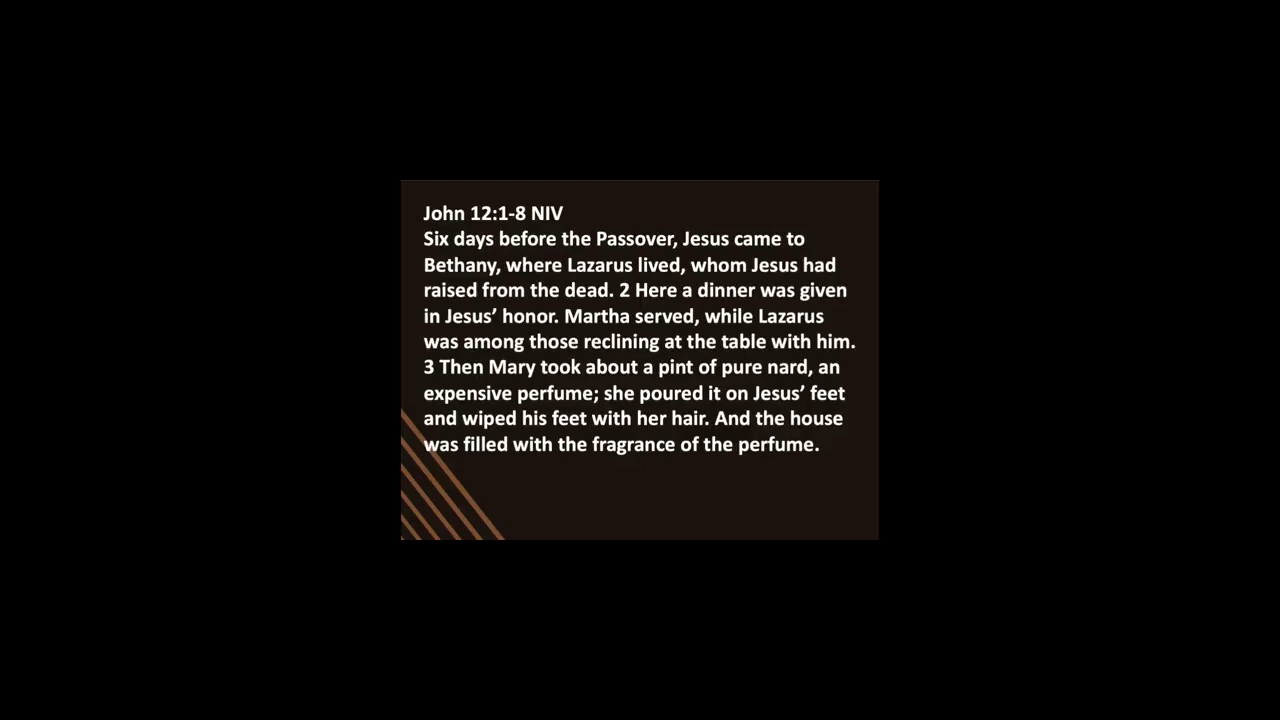 John 12:1-8 NIV
Six days before the Passover, Jesus came to
Bethany, where Lazarus lived, whom Jesus had
raised from the dead. 2 Here a dinner was given
in Jesus’ honor. Martha served, while Lazarus
was among those reclining at the table with him.
3 Then Mary took about a pint of pure nard, an
expensive perfume; she poured it on Jesus’ feet
and wiped his feet with her hair. And the house
was filled with the fragrance of the perfume.